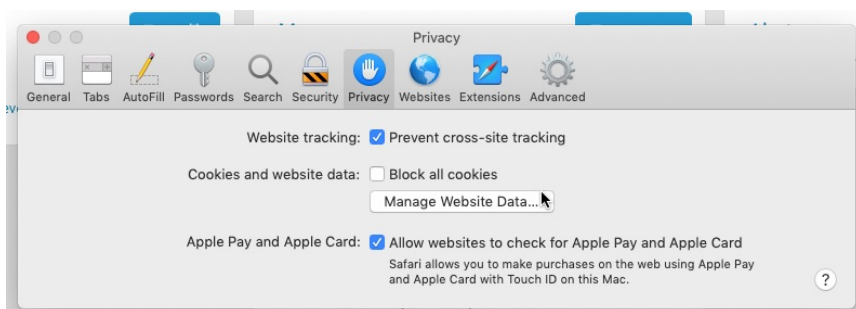 Privacy
General Tabs AutoFill Passwords Search Security Privacy Websites Extensions Advanced
Website tracking: Prevent cross-site tracking
Cookies and website data: Block all cookies
Manage Website Data...
Apple Pay and Apple Card: Allow websites to check for Apple Pay and Apple Card
Safari allows you to make purchases on the web using Apple Pay
and Apple Card with Touch ID on this Mac.
?